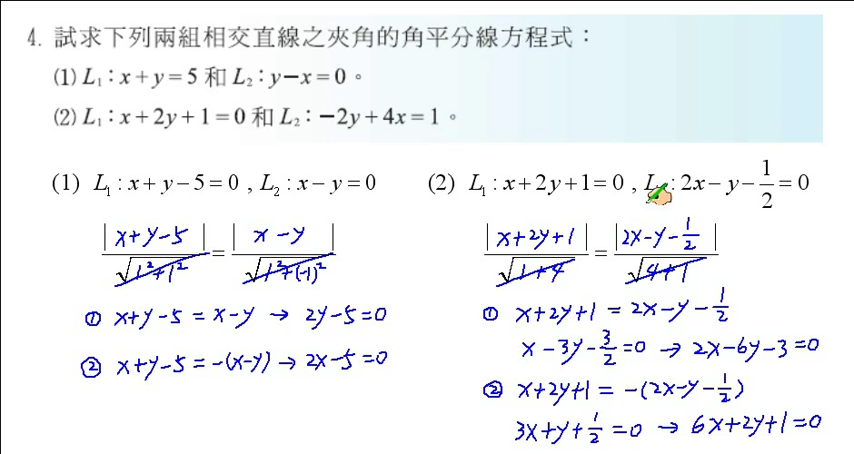 4. 試求下列兩組相交直線之夾角的角平分線方程式：
(1) L₁：x+y=5 和 L₂：y−x=0。
(2) L₁：x+2y+1=0 和 L₂：−2y+4x=1。
(1) L₁:x+y−5=0 , L₂:x−y=0
|x+y−5|/√(1²+1²) = |x−y|/√(1²+(-1)²)
① x+y−5=x−y → 2y−5=0
② x+y−5=−(x−y) → 2x−5=0
(2) L₁:x+2y+1=0 , L :2x−y−1/2=0
|x+2y+1|/√(1+4) = |2x−y−1/2|/√(4+1)
① x+2y+1=2x−y−1/2
x−3y−3/2=0 → 2x−6y−3=0
② x+2y+1=−(2x−y−1/2)
3x+y+1/2=0 → 6x+2y+1=0